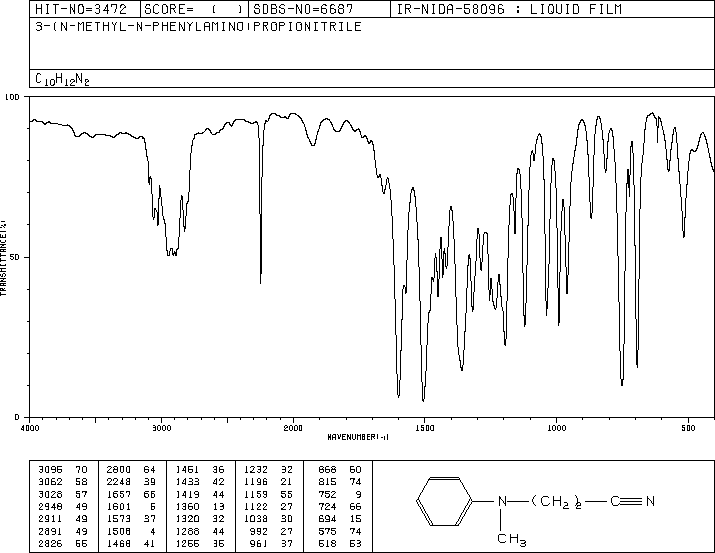 HIT-NO=3472 SCORE= ( ) SDBS-NO=6687 IR-NIDA-58096 : LIQUID FILM
3-(N-METHYL-N-PHENYLAMINO)PROPIONITRILE
C10H12N2
100
50
0
TRANSMITTANCE(%)
4000 3000 2000 1500 1000 500
WAVENUMBER(-1)
3095 70 2800 64 1451 36 1232 32 868 60
3062 58 2248 39 1433 42 1196 21 815 74
3028 57 1657 66 1419 44 1159 55 752 9
2948 49 1601 6 1360 13 1122 27 724 66
2911 49 1573 37 1320 32 1038 30 694 15
2891 49 1508 4 1288 44 992 27 575 74
2826 55 1468 41 1255 35 961 37 518 53
N (CH2)2 C N
CH3